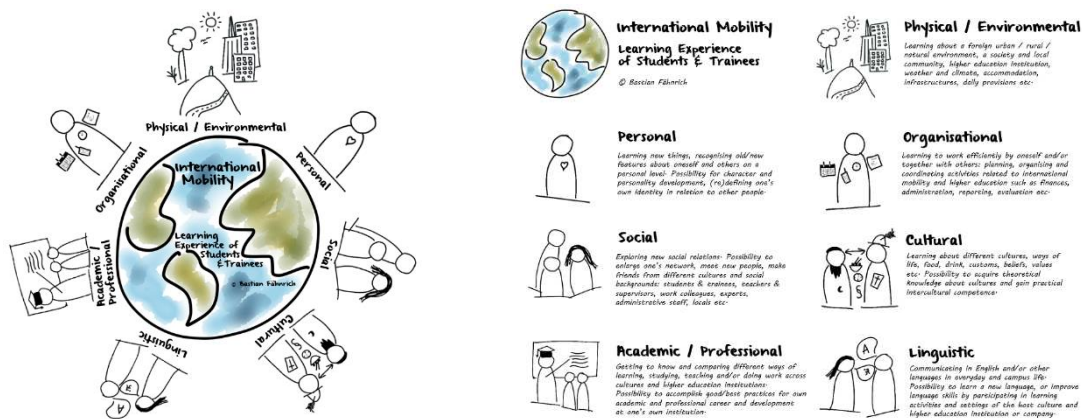 Physical / Environmental
Personal
Social
Cultural
Linguistic
Academic /
Professional
Organisational
International
Mobility
Learning
Experience of
Students
& Trainees
© Bastian Fähnrich
A
International Mobility
Learning Experience
of Students & Trainees
© Bastian Fähnrich
Physical / Environmental
Learning about a foreign urban / rural /
natural environment, a society and local
community, higher education institution,
weather and climate, accommodation,
infrastructures, daily provisions etc.
Personal
Learning new things, recognising old/new
features about oneself and others on a
personal level. Possibility for character and
personality development, (re)defining one's
own identity in relation to other people.
Organisational
Learning to work efficiently by oneself and/or
together with others: planning, organising and
coordinating activities related to international
mobility and higher education such as finances,
administration, reporting, evaluation etc.
Social
Exploring new social relations. Possibility to
enlarge one's network, meet new people, make
friends from different cultures and social
backgrounds: students & trainees, teachers &
supervisors, work colleagues, experts,
administrative staff, locals etc.
Cultural
Learning about different cultures, ways of
life, food, drink, customs, beliefs, values
etc. Possibility to acquire theoretical
knowledge about cultures and gain practical
intercultural competence.
Academic / Professional
Getting to know and comparing different ways of
learning, studying, teaching and/or doing work across
cultures and higher education institutions.
Possibility to accomplish good/best practices for own
academic and professional career and development
at one's own institution.
Linguistic
Communicating in English and/or other
languages in everyday and campus life.
Possibility to learn a new language, or improve
language skills by participating in learning
activities and settings of the host culture and
higher education institution or company.
A